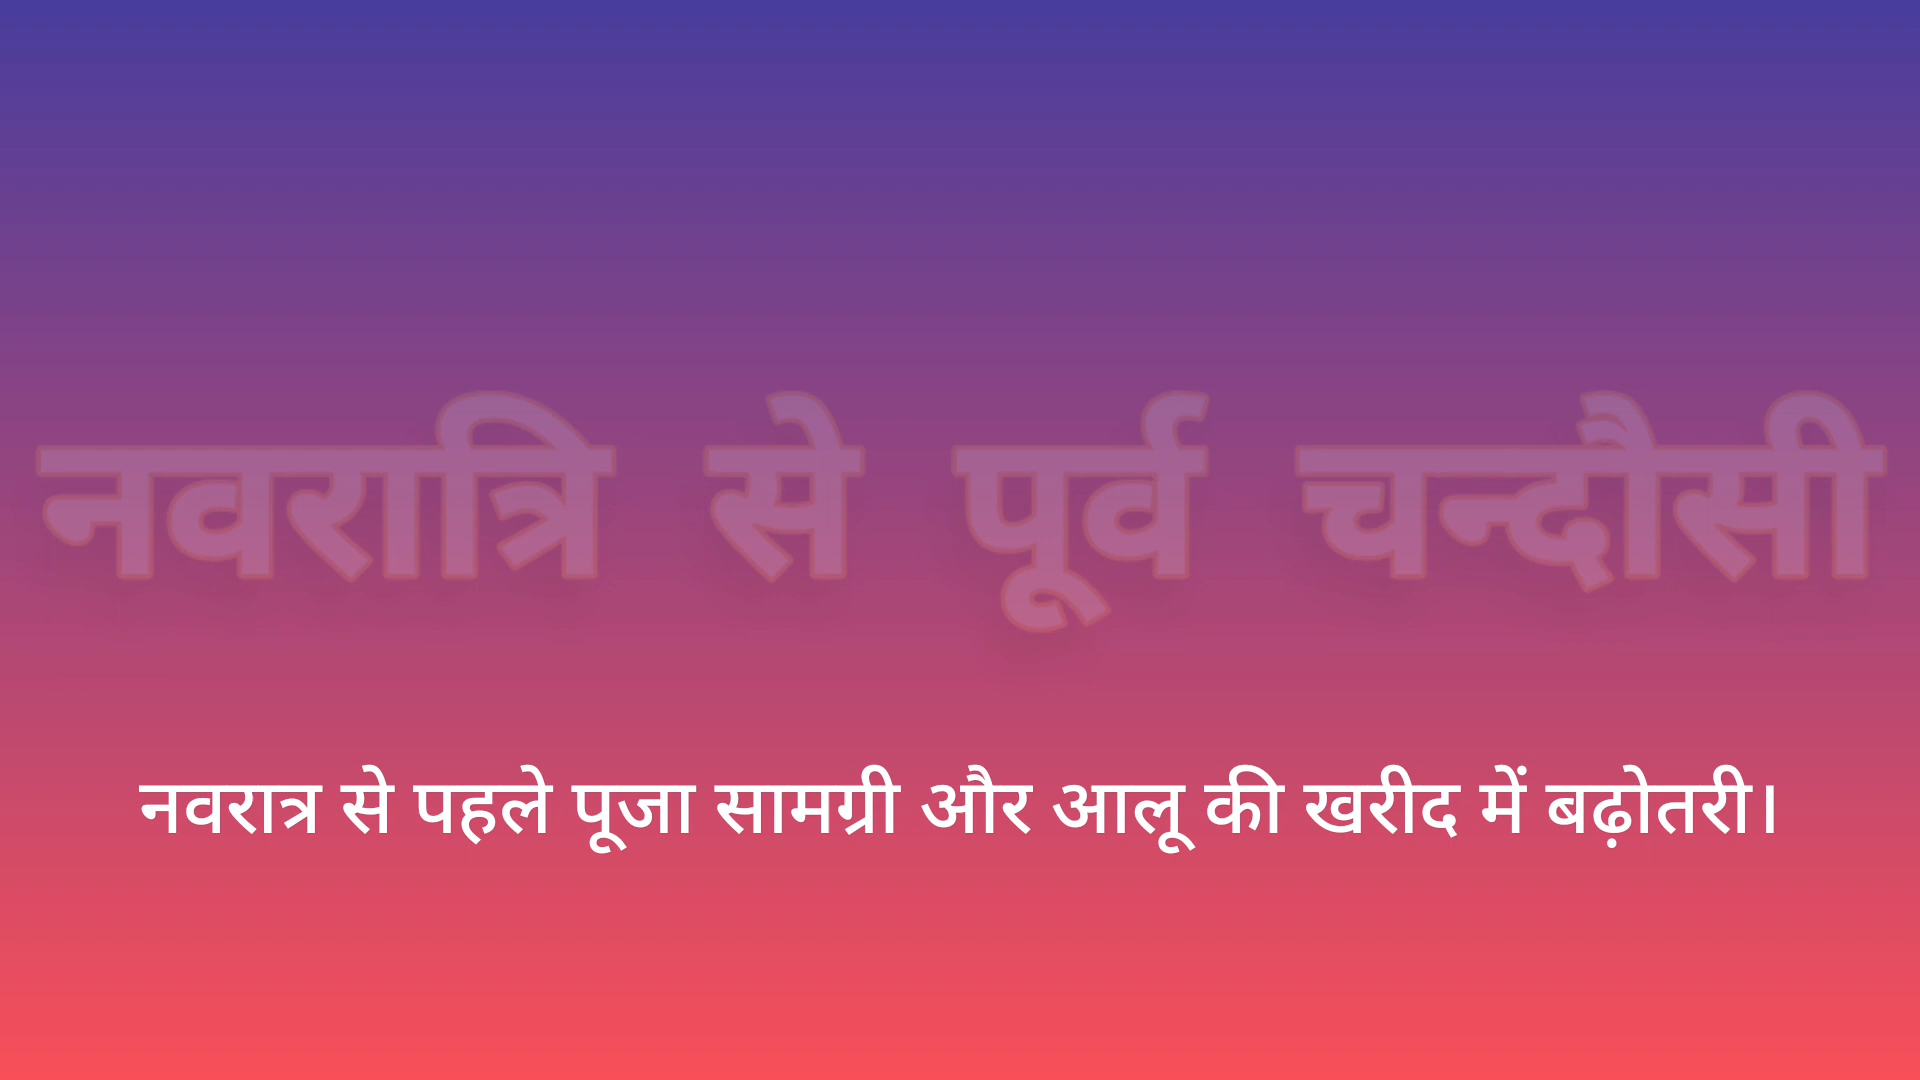 नवरात्रि से पूर्व चन्दौसी
नवरात्र से पहले पूजा सामग्री और आलू की खरीद में बढ़ोतरी।